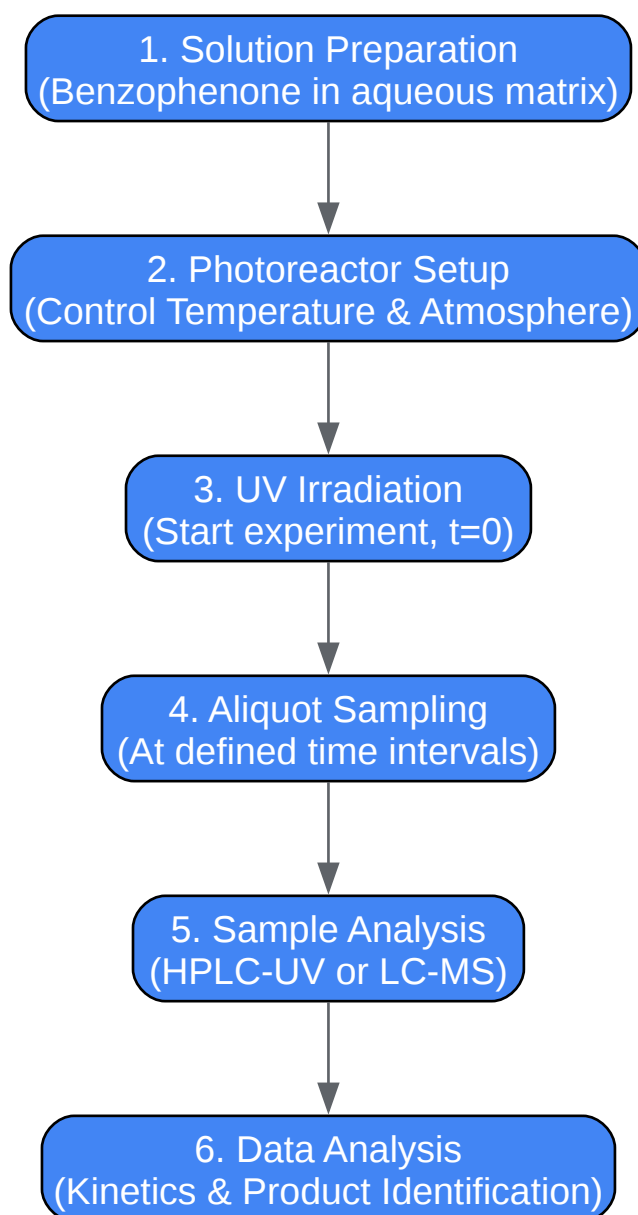 1. Solution Preparation
(Benzophenone in aqueous matrix)
2. Photoreactor Setup
(Control Temperature & Atmosphere)
3. UV Irradiation
(Start experiment, t=0)
4. Aliquot Sampling
(At defined time intervals)
5. Sample Analysis
(HPLC-UV or LC-MS)
6. Data Analysis
(Kinetics & Product Identification)